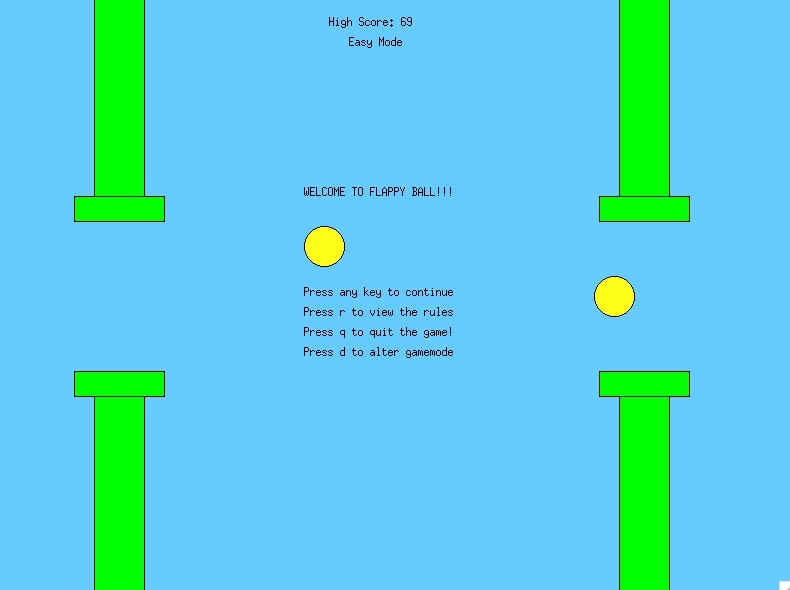 High Score: 69
Easy Mode
WELCOME TO FLAPPY BALL!!!
Press any key to continue
Press r to view the rules
Press q to quit the game!
Press d to alter gamemode